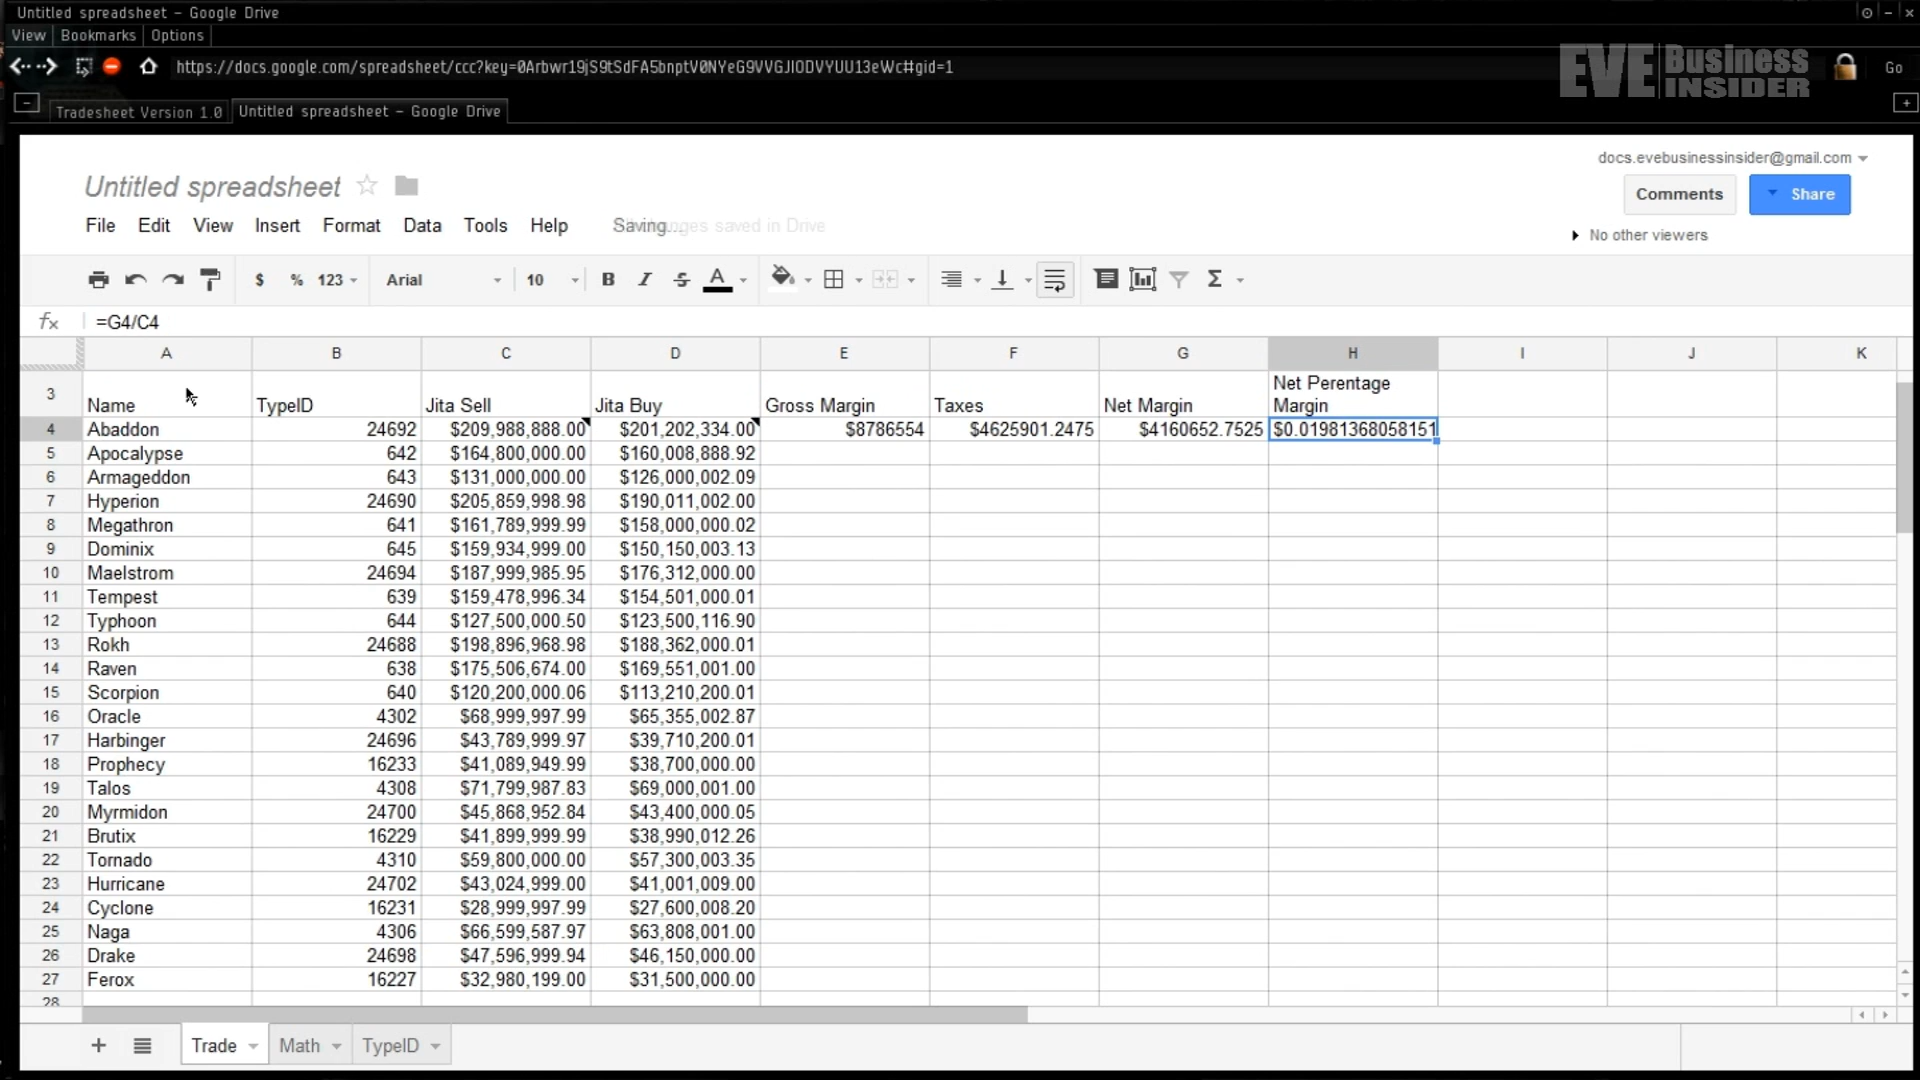 Untitled spreadsheet – Google Drive
View Bookmarks Options
https://docs.google.com/spreadsheet/ccc?key=0Arbwr19jS9tSdFA5bnptV0NYeG9VVGJIODVYUU13eWc#gid=1 Go
EVE Business INSIDER
Tradesheet Version 1.0 Untitled spreadsheet – Google Drive
docs.evebusinessinsider@gmail.com
Untitled spreadsheet
Comments Share
File Edit View Insert Format Data Tools Help Saving... changes saved in Drive
No other viewers
$ % 123 Arial 10 B I S A Σ
fx =G4/C4
A B C D E F G H I J K
3 Name TypeID Jita Sell Jita Buy Gross Margin Taxes Net Margin Net Perentage Margin
4 Abaddon 24692 $209,988,888.00 $201,202,334.00 $8786554 $4625901.2475 $4160652.7525 $0.01981368058151
5 Apocalypse 642 $164,800,000.00 $160,008,888.92
6 Armageddon 643 $131,000,000.00 $126,000,002.09
7 Hyperion 24690 $205,859,998.98 $190,011,002.00
8 Megathron 641 $161,789,999.99 $158,000,000.02
9 Dominix 645 $159,934,999.00 $150,150,003.13
10 Maelstrom 24694 $187,999,985.95 $176,312,000.00
11 Tempest 639 $159,478,996.34 $154,501,000.01
12 Typhoon 644 $127,500,000.50 $123,500,116.90
13 Rokh 24688 $198,896,968.98 $188,362,000.01
14 Raven 638 $175,506,674.00 $169,551,001.00
15 Scorpion 640 $120,200,000.06 $113,210,200.01
16 Oracle 4302 $68,999,997.99 $65,355,002.87
17 Harbinger 24696 $43,789,999.97 $39,710,200.01
18 Prophecy 16233 $41,089,949.99 $38,700,000.00
19 Talos 4308 $71,799,987.83 $69,000,001.00
20 Myrmidon 24700 $45,868,952.84 $43,400,000.05
21 Brutix 16229 $41,899,999.99 $38,990,012.26
22 Tornado 4310 $59,800,000.00 $57,300,003.35
23 Hurricane 24702 $43,024,999.00 $41,001,009.00
24 Cyclone 16231 $28,999,997.99 $27,600,008.20
25 Naga 4306 $66,599,587.97 $63,808,001.00
26 Drake 24698 $47,596,999.94 $46,150,000.00
27 Ferox 16227 $32,980,199.00 $31,500,000.00
28
Trade Math TypeID